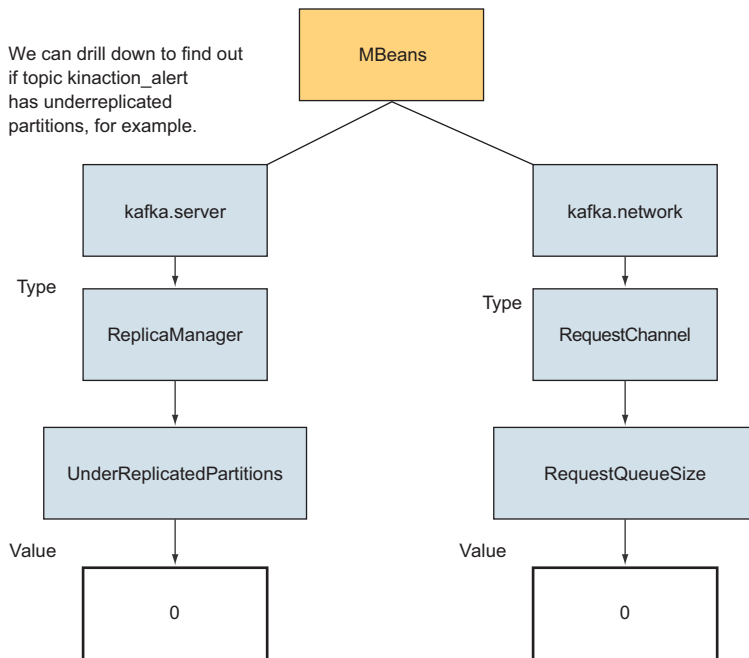 We can drill down to find out
if topic kinaction_alert
has underreplicated
partitions, for example.
MBeans
kafka.server
kafka.network
Type
Type
ReplicaManager
RequestChannel
UnderReplicatedPartitions
RequestQueueSize
Value
Value
0
0